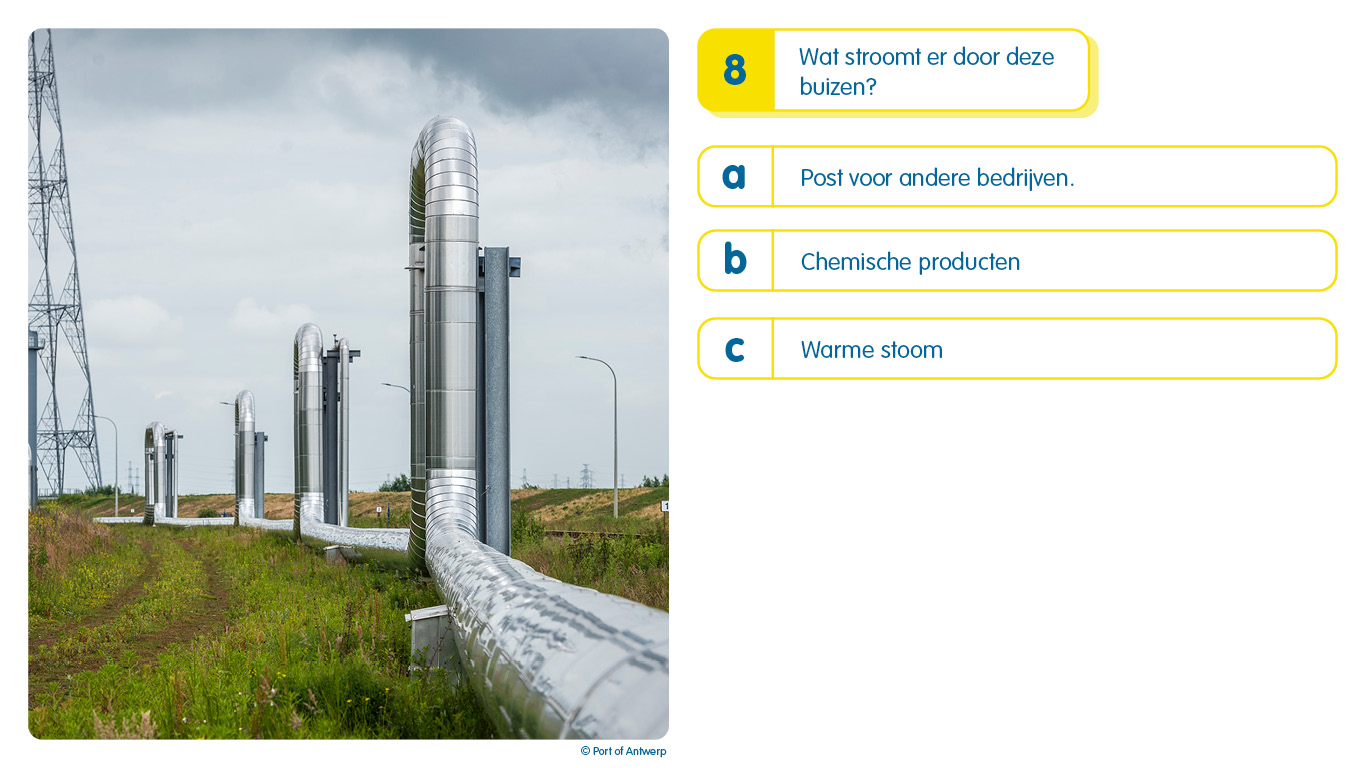 8
Wat stroomt er door deze
buizen?
a
Post voor andere bedrijven.
b
Chemische producten
c
Warme stoom
© Port of Antwerp